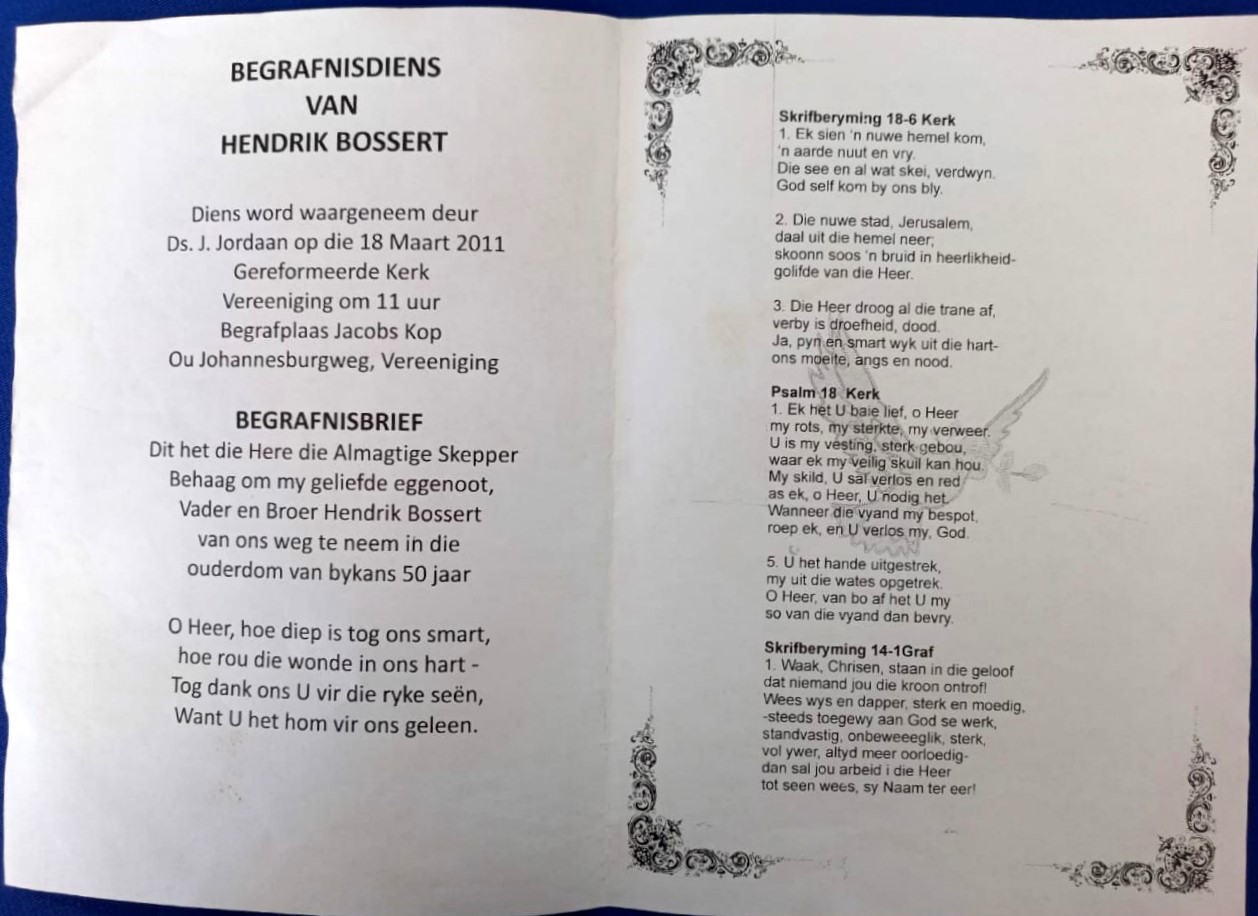 BEGRAFNISDIENS
VAN
HENDRIK BOSSERT
Diens word waargeneem deur
Ds. J. Jordaan op die 18 Maart 2011
Gereformeerde Kerk
Vereeniging om 11 uur
Begrafplaas Jacobs Kop
Ou Johannesburgweg, Vereeniging
BEGRAFNISBRIEF
Dit het die Here die Almagtige Skepper
Behaag om my geliefde eggenoot,
Vader en Broer Hendrik Bossert
van ons weg te neem in die
ouderdom van bykans 50 jaar
O Heer, hoe diep is tog ons smart,
hoe rou die wonde in ons hart -
Tog dank ons U vir die ryke seën,
Want U het hom vir ons geleen.
Skrifberyming 18-6 Kerk
1. Ek sien 'n nuwe hemel kom,
'n aarde nuut en vry.
Die see en al wat skei, verdwyn.
God self kom by ons bly.
2. Die nuwe stad, Jerusalem,
daal uit die hemel neer;
skoonn soos 'n bruid in heerlikheid-
golifde van die Heer.
3. Die Heer droog al die trane af,
verby is droefheid, dood.
Ja, pyn en smart wyk uit die hart-
ons moeite, angs en nood.
Psalm 18 Kerk
1. Ek het U baie lief, o Heer
my rots, my sterkte, my verweer.
U is my vesting, sterk gebou,
waar ek my veilig skuil kan hou.
My skild, U sal verlos en red
as ek, o Heer, U nodig het.
Wanneer die vyand my bespot,
roep ek, en U verlos my, God.
5. U het hande uitgestrek,
my uit die wates opgetrek.
O Heer, van bo af het U my
so van die vyand dan bevry.
Skrifberyming 14-1Graf
1. Waak, Chrisen, staan in die geloof
dat niemand jou die kroon ontrof!
Wees wys en dapper, sterk en moedig,
-steeds toegewy aan God se werk,
standvastig, onbeweeeglik, sterk,
vol ywer, altyd meer oorloedig-
dan sal jou arbeid i die Heer
tot seen wees, sy Naam ter eer!